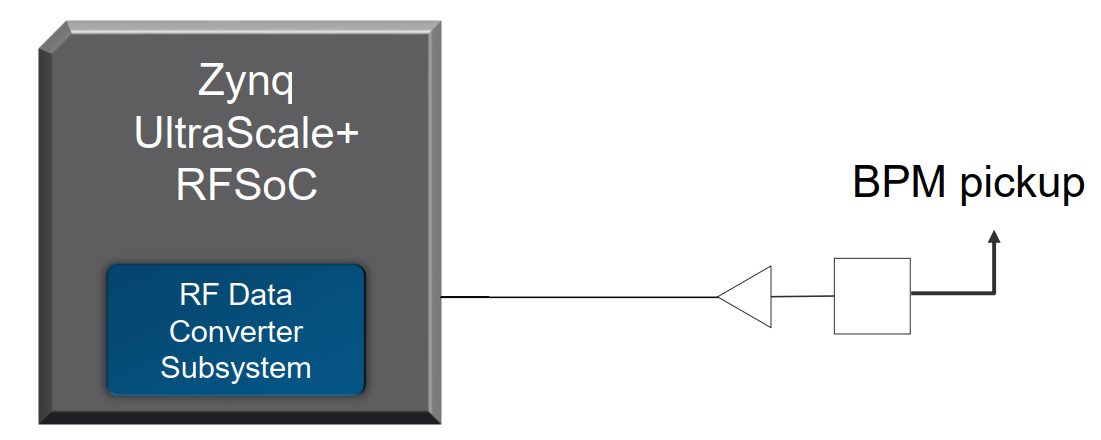 Zynq
UltraScale+
RFSoC
BPM pickup
RF Data
Converter
Subsystem